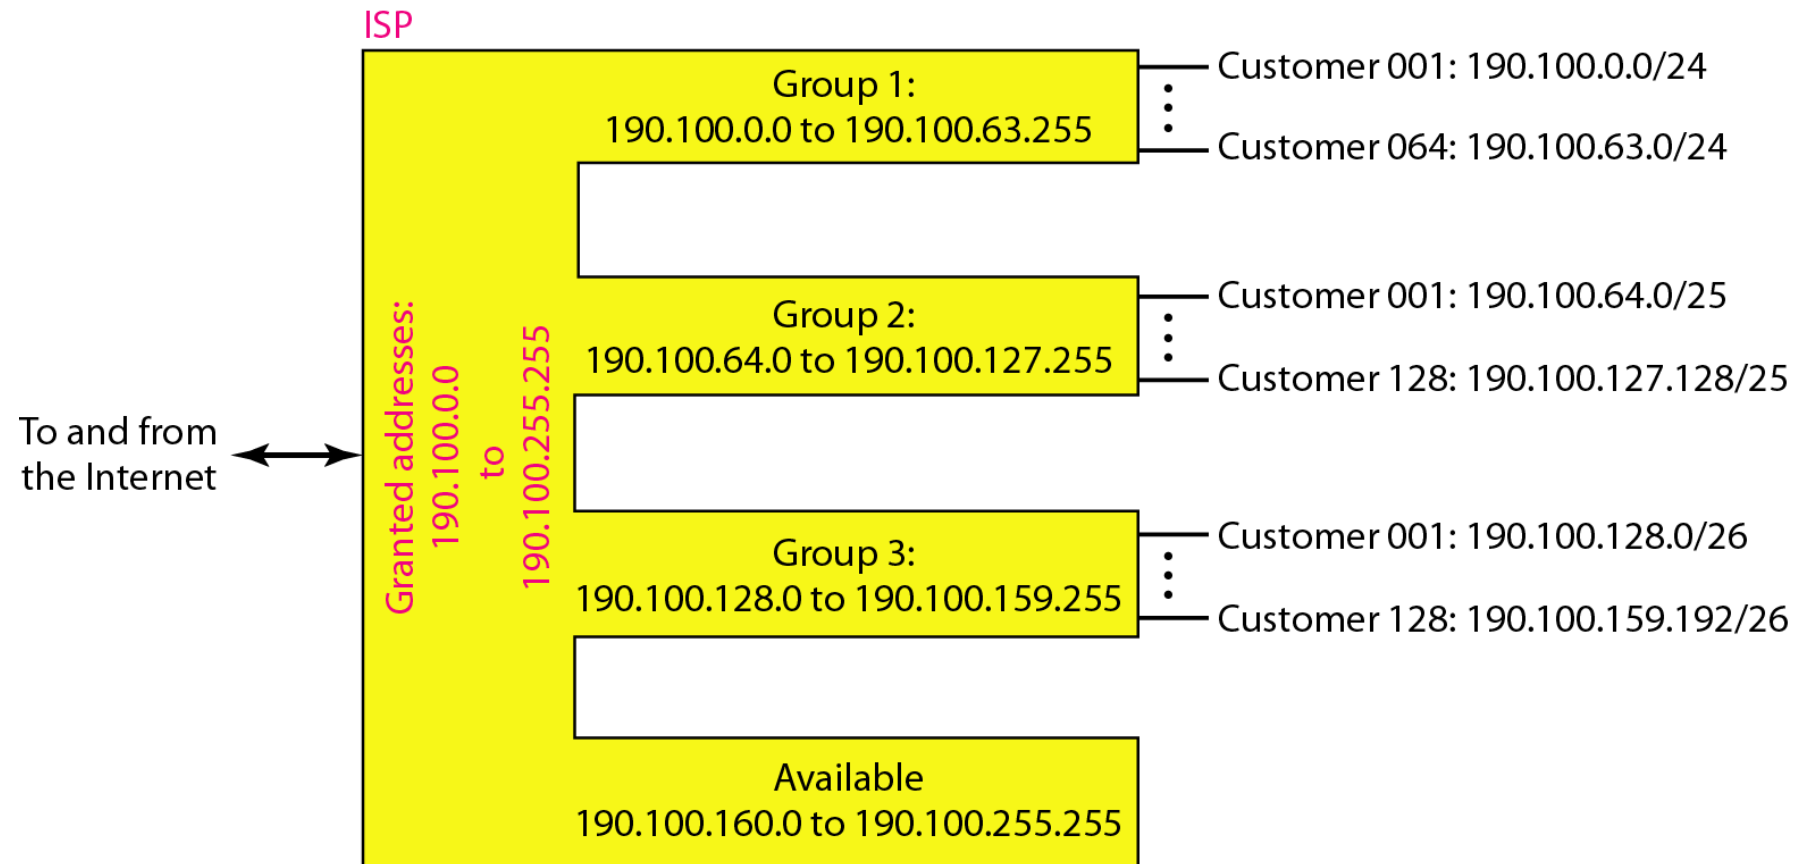 ISP
Group 1:
190.100.0.0 to 190.100.63.255
Customer 001: 190.100.0.0/24
Customer 064: 190.100.63.0/24
Group 2:
190.100.64.0 to 190.100.127.255
Customer 001: 190.100.64.0/25
Customer 128: 190.100.127.128/25
To and from
the Internet
Granted addresses:
190.100.0.0
to
190.100.255.255
Group 3:
190.100.128.0 to 190.100.159.255
Customer 001: 190.100.128.0/26
Customer 128: 190.100.159.192/26
Available
190.100.160.0 to 190.100.255.255